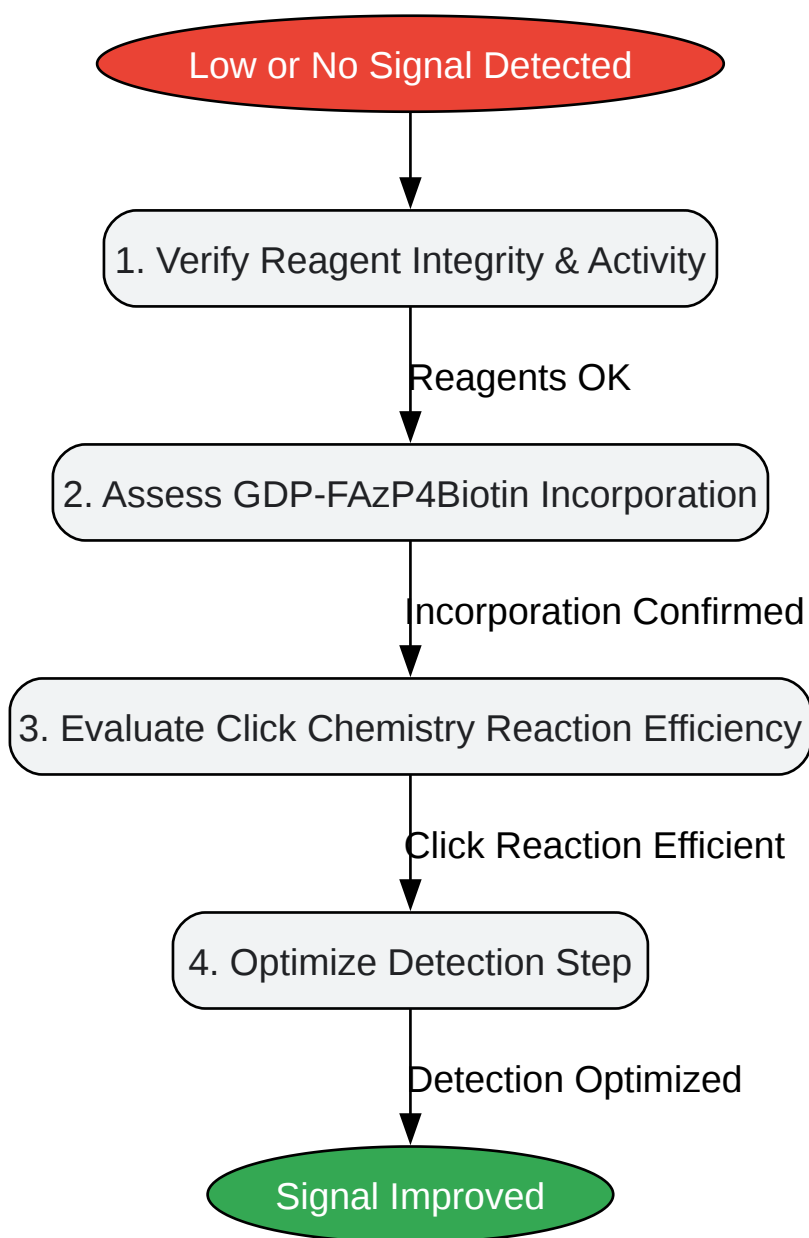 Low or No Signal Detected
1. Verify Reagent Integrity & Activity
Reagents OK
2. Assess GDP-FAzP4Biotin Incorporation
Incorporation Confirmed
3. Evaluate Click Chemistry Reaction Efficiency
Click Reaction Efficient
4. Optimize Detection Step
Detection Optimized
Signal Improved